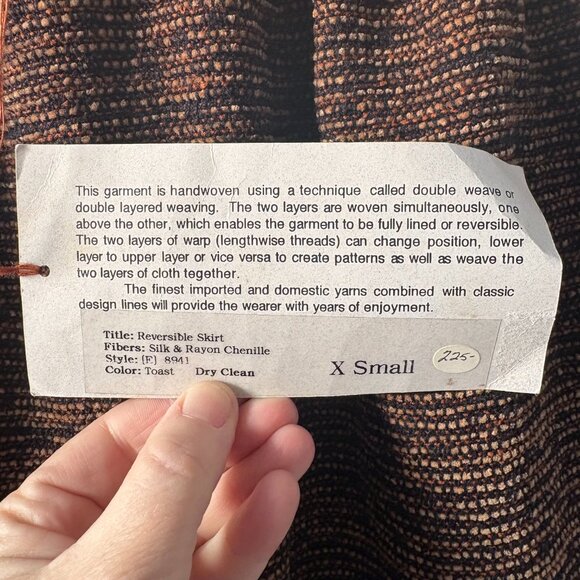 This garment is handwoven using a technique called double weave or
double layered weaving. The two layers are woven simultaneously, one
above the other, which enables the garment to be fully lined or reversible.
The two layers of warp (lengthwise threads) can change position, lower
layer to upper layer or vice versa to create patterns as well as weave the
two layers of cloth tegether.
The finest imported and domestic yarns combined with classic
design lines will provide the wearer with years of enjoyment.
Title: Reversible Skirt
Fibers: Silk & Rayon Chenille
Style: [E] 8941
Color: Toast Dry Clean
X Small
225-